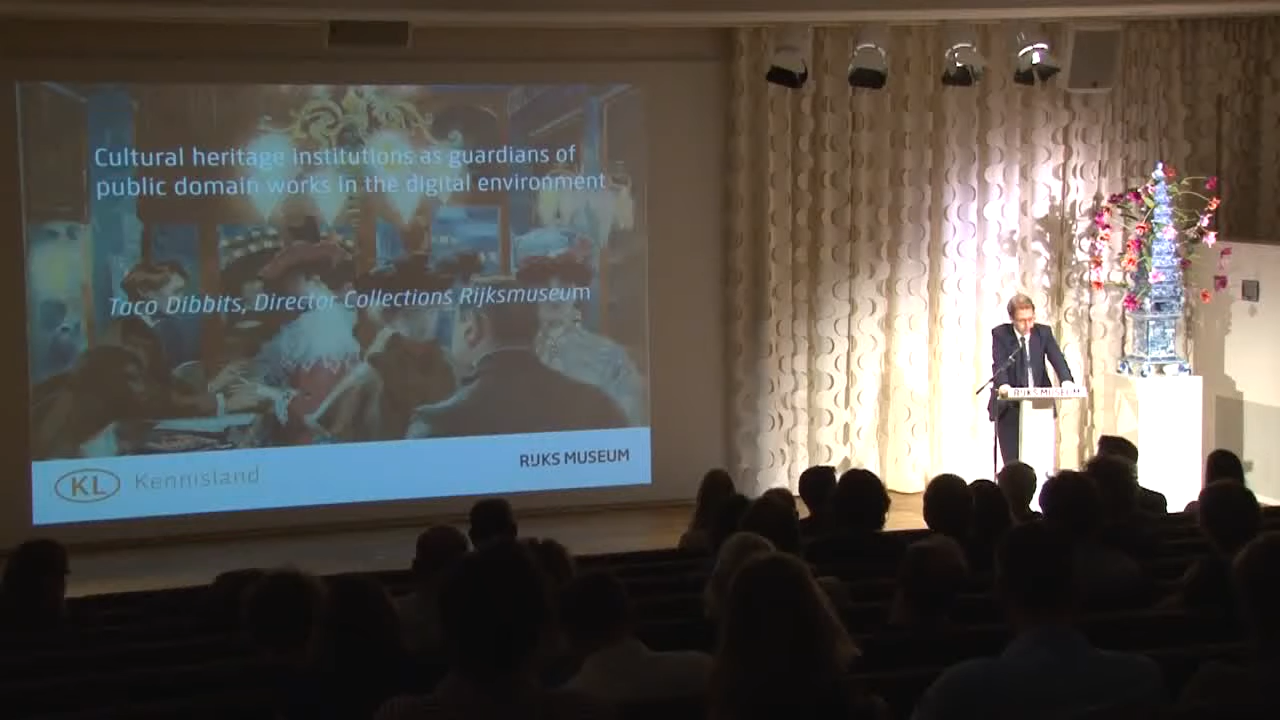 Cultural heritage institutions as guardians of
public domain works in the digital environment
Taco Dibbits, Director Collections Rijksmuseum
KL Kennisland
RIJKS MUSEUM
RIJKS MUSEUM